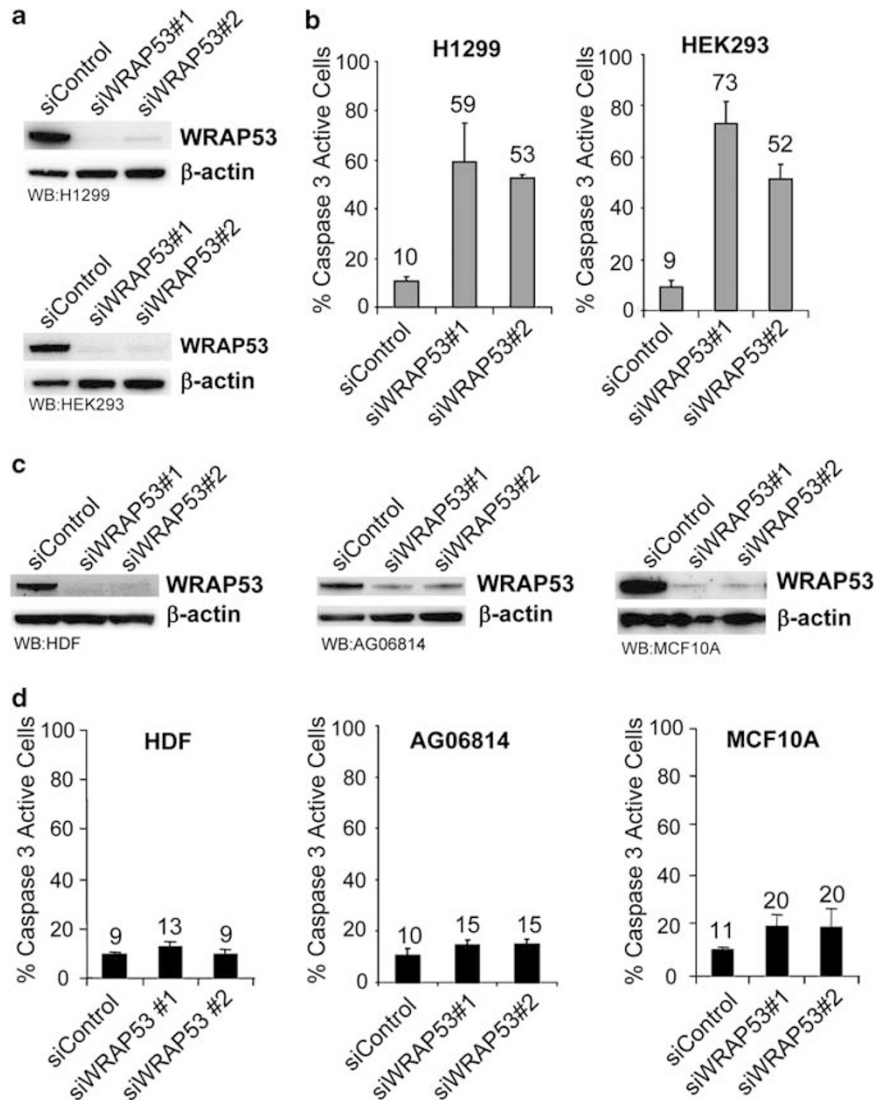 a
siControl
siWRAP53#1
siWRAP53#2
WRAP53
β-actin
WB:H1299
siControl
siWRAP53#1
siWRAP53#2
WRAP53
β-actin
WB:HEK293
b
H1299
% Caspase 3 Active Cells
100
80
60
40
20
0
10
59
53
siControl
siWRAP53#1
siWRAP53#2
HEK293
% Caspase 3 Active Cells
100
80
60
40
20
0
9
73
52
siControl
siWRAP53#1
siWRAP53#2
c
siControl
siWRAP53#1
siWRAP53#2
WRAP53
β-actin
WB:HDF
siControl
siWRAP53#1
siWRAP53#2
WRAP53
β-actin
WB:AG06814
siControl
siWRAP53#1
siWRAP53#2
WRAP53
β-actin
WB:MCF10A
d
HDF
% Caspase 3 Active Cells
100
80
60
40
20
0
9
13
9
siControl
siWRAP53 #1
siWRAP53 #2
AG06814
% Caspase 3 Active Cells
100
80
60
40
20
0
10
15
15
siControl
siWRAP53#1
siWRAP53#2
MCF10A
% Caspase 3 Active Cells
100
80
60
40
20
0
11
20
20
siControl
siWRAP53#1
siWRAP53#2